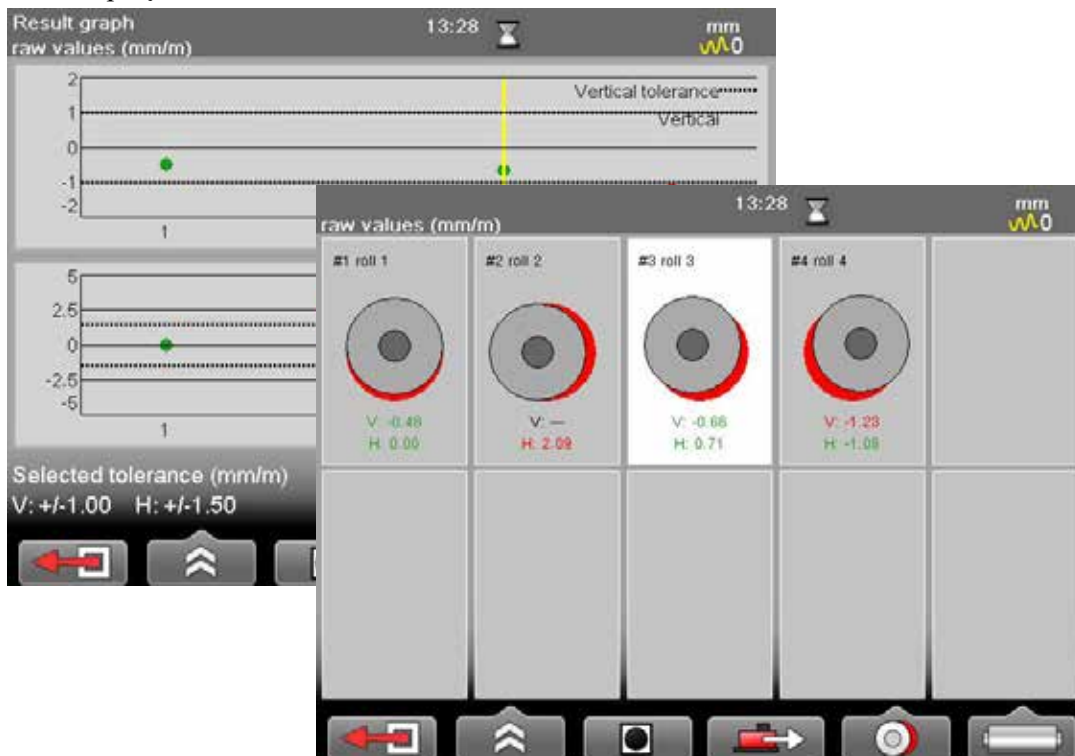 Result graph
13:28
mm
raw values (mm/m)
0
2
Vertical tolerance
1
Vertical
0
-1
-2
1
5
2.5
0
-2.5
-5
1
Selected tolerance (mm/m)
V: +/-1.00 H: +/-1.50
13:28
mm
raw values (mm/m)
0
#1 roll 1
#2 roll 2
#3 roll 3
#4 roll 4
V: -0.48
V: ---
V: -0.68
V: -1.23
H: 0.00
H: 2.09
H: 0.71
H: -1.09